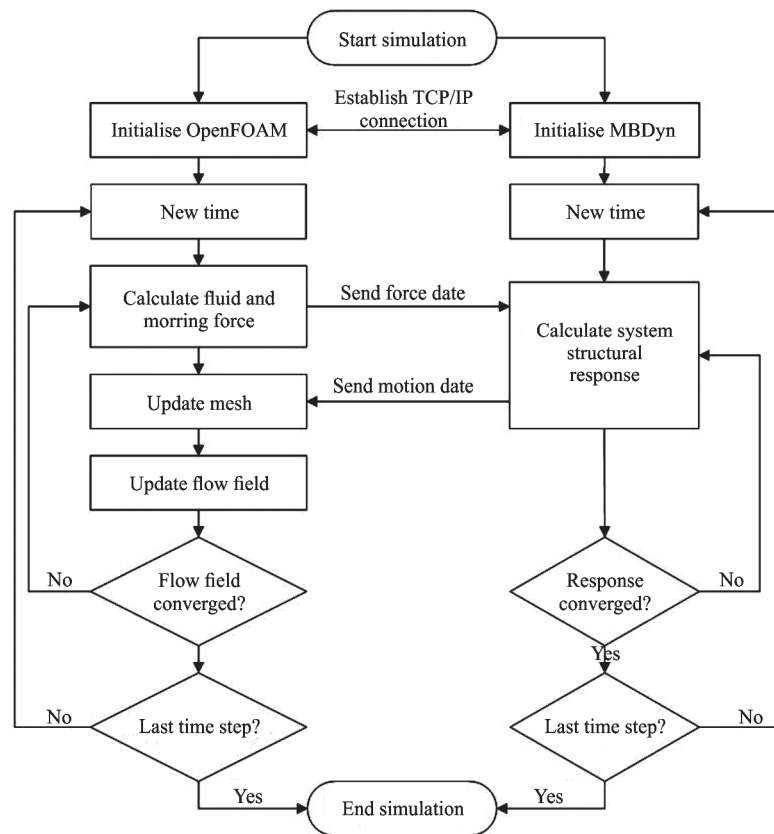 Start simulation
Establish TCP/IP
connection
Initialise OpenFOAM
Initialise MBDyn
New time
New time
Calculate fluid and
morring force
Send force date
Calculate system
structural
response
Update mesh
Send motion date
Update flow field
No
Flow field
converged?
Response
converged?
No
Yes
No
Last time step?
Last time step?
No
Yes
End simulation
Yes